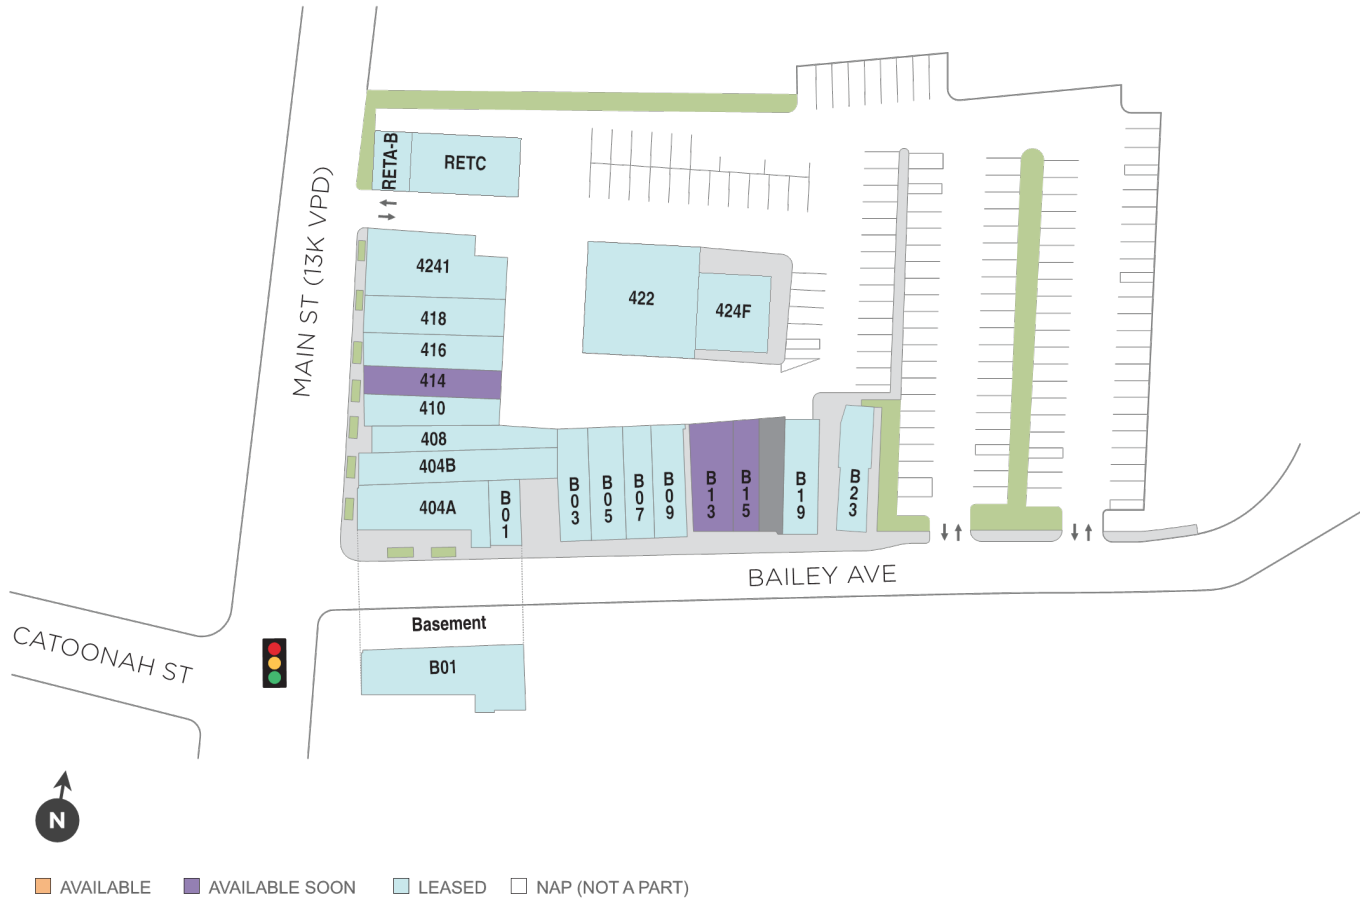 RETA-B
RETC
MAIN ST (13K VPD)
4241
418
416
414
410
408
404B
404A
B01
422
424F
B03
B05
B07
B09
B13
B15
B19
B23
BAILEY AVE
Basement
B01
CATOONAH ST
N
AVAILABLE
AVAILABLE SOON
LEASED
NAP (NOT A PART)